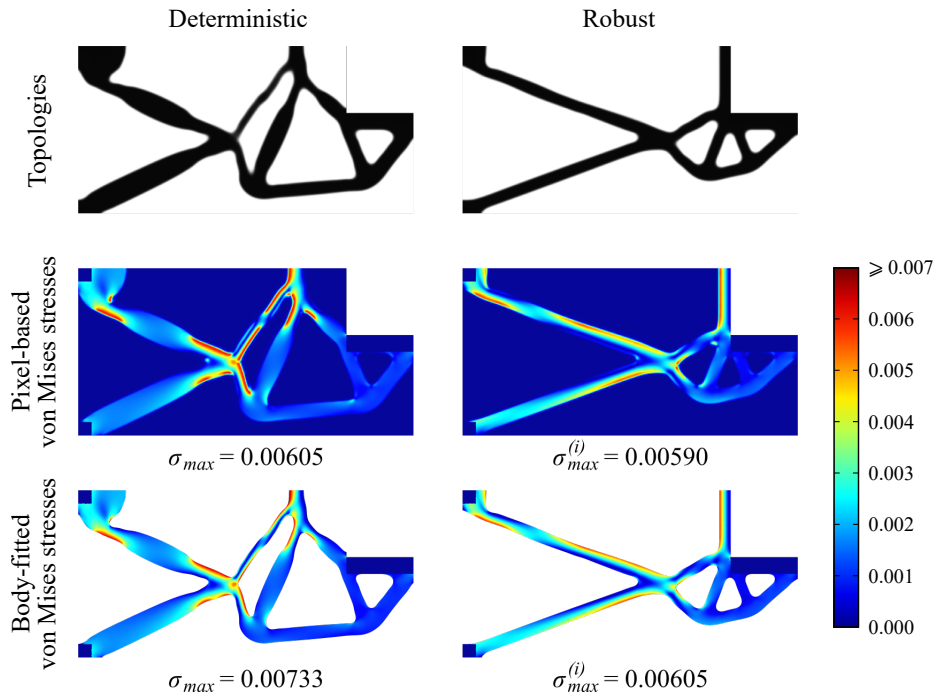 Deterministic
Robust
Topologies
Pixel-based
von Mises stresses
σmax = 0.00605
σ(i)max = 0.00590
Body-fitted
von Mises stresses
σmax = 0.00733
σ(i)max = 0.00605
⩾ 0.007
0.006
0.005
0.004
0.003
0.002
0.001
0.000